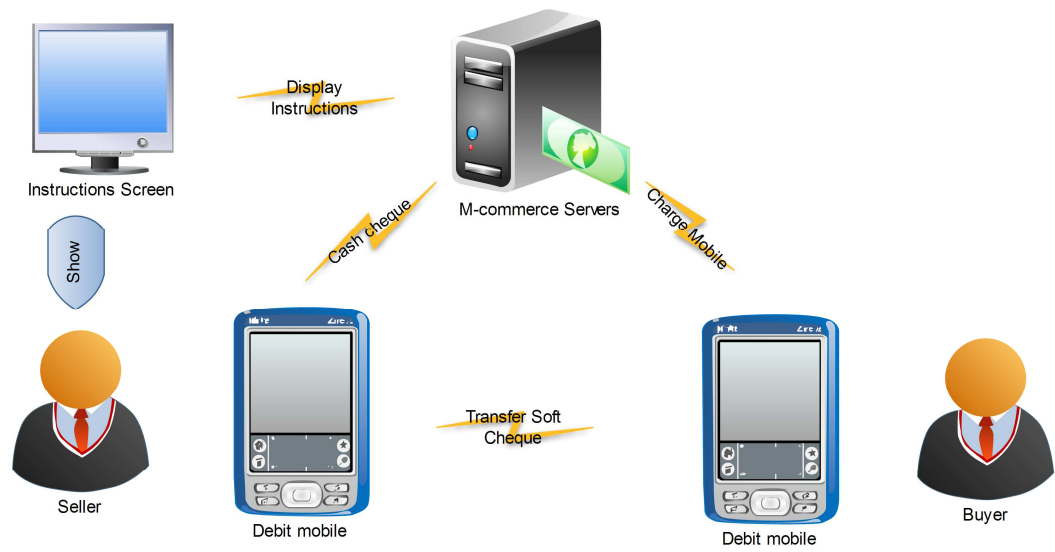 Display
Instructions
Instructions Screen
M-commerce Servers
Cash cheque
Charge Mobile
Show
Transfer Soft
Cheque
Seller
Debit mobile
Debit mobile
Buyer